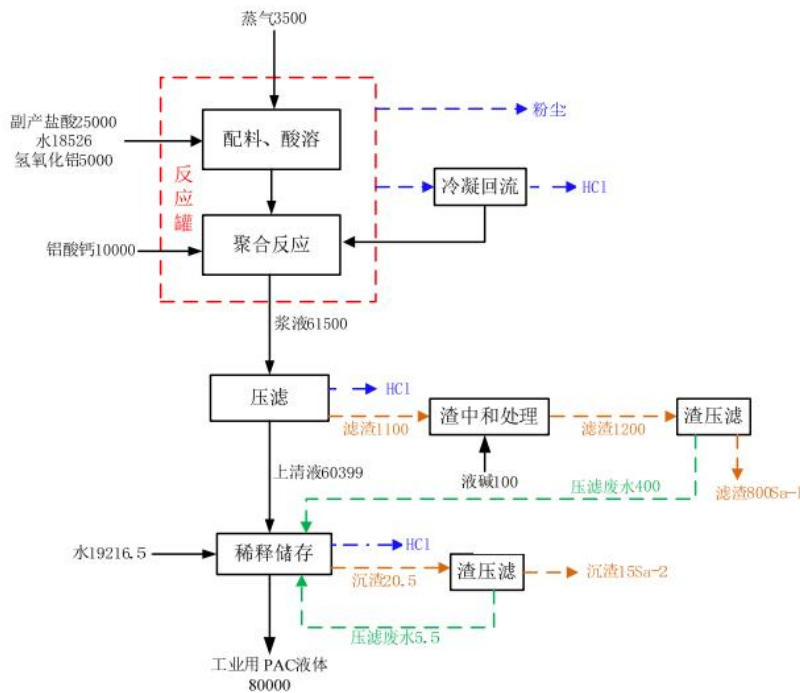 蒸气3500
副产盐酸25000
水18526
氢氧化铝5000
配料、酸溶
粉尘
反应罐
冷凝回流
HCl
铝酸钙10000
聚合反应
浆液61500
压滤
HCl
滤渣1100
渣中和处理
滤渣1200
渣压滤
上清液60399
液碱100
压滤废水400
滤渣800Sa-1
水19216.5
稀释储存
HCl
沉渣20.5
渣压滤
沉渣15Sa-2
压滤废水5.5
工业用 PAC液体
80000